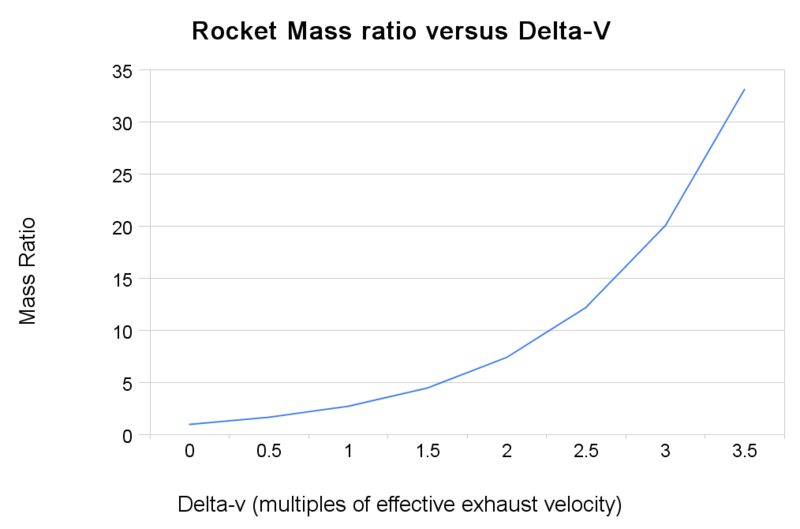 Rocket Mass ratio versus Delta-V
35
30
25
20
15
10
5
0
Mass Ratio
0 0.5 1 1.5 2 2.5 3 3.5
Delta-v (multiples of effective exhaust velocity)